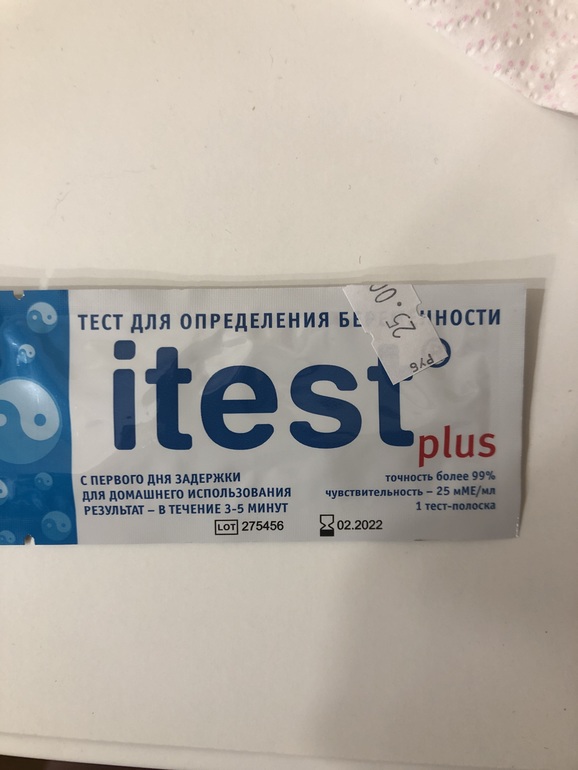 ТЕСТ ДЛЯ ОПРЕДЕЛЕНИЯ
itest
plus
С ПЕРВОГО ДНЯ ЗАДЕРЖКИ
ДЛЯ ДОМАШНЕГО ИСПОЛЬЗОВАНИЯ
РЕЗУЛЬТАТ – В ТЕЧЕНИЕ 3-5 МИНУТ
точность более 99%
чувствительность – 25 мМЕ/мл
1 тест-полоска
LOT 275456
02.2022
РУБ